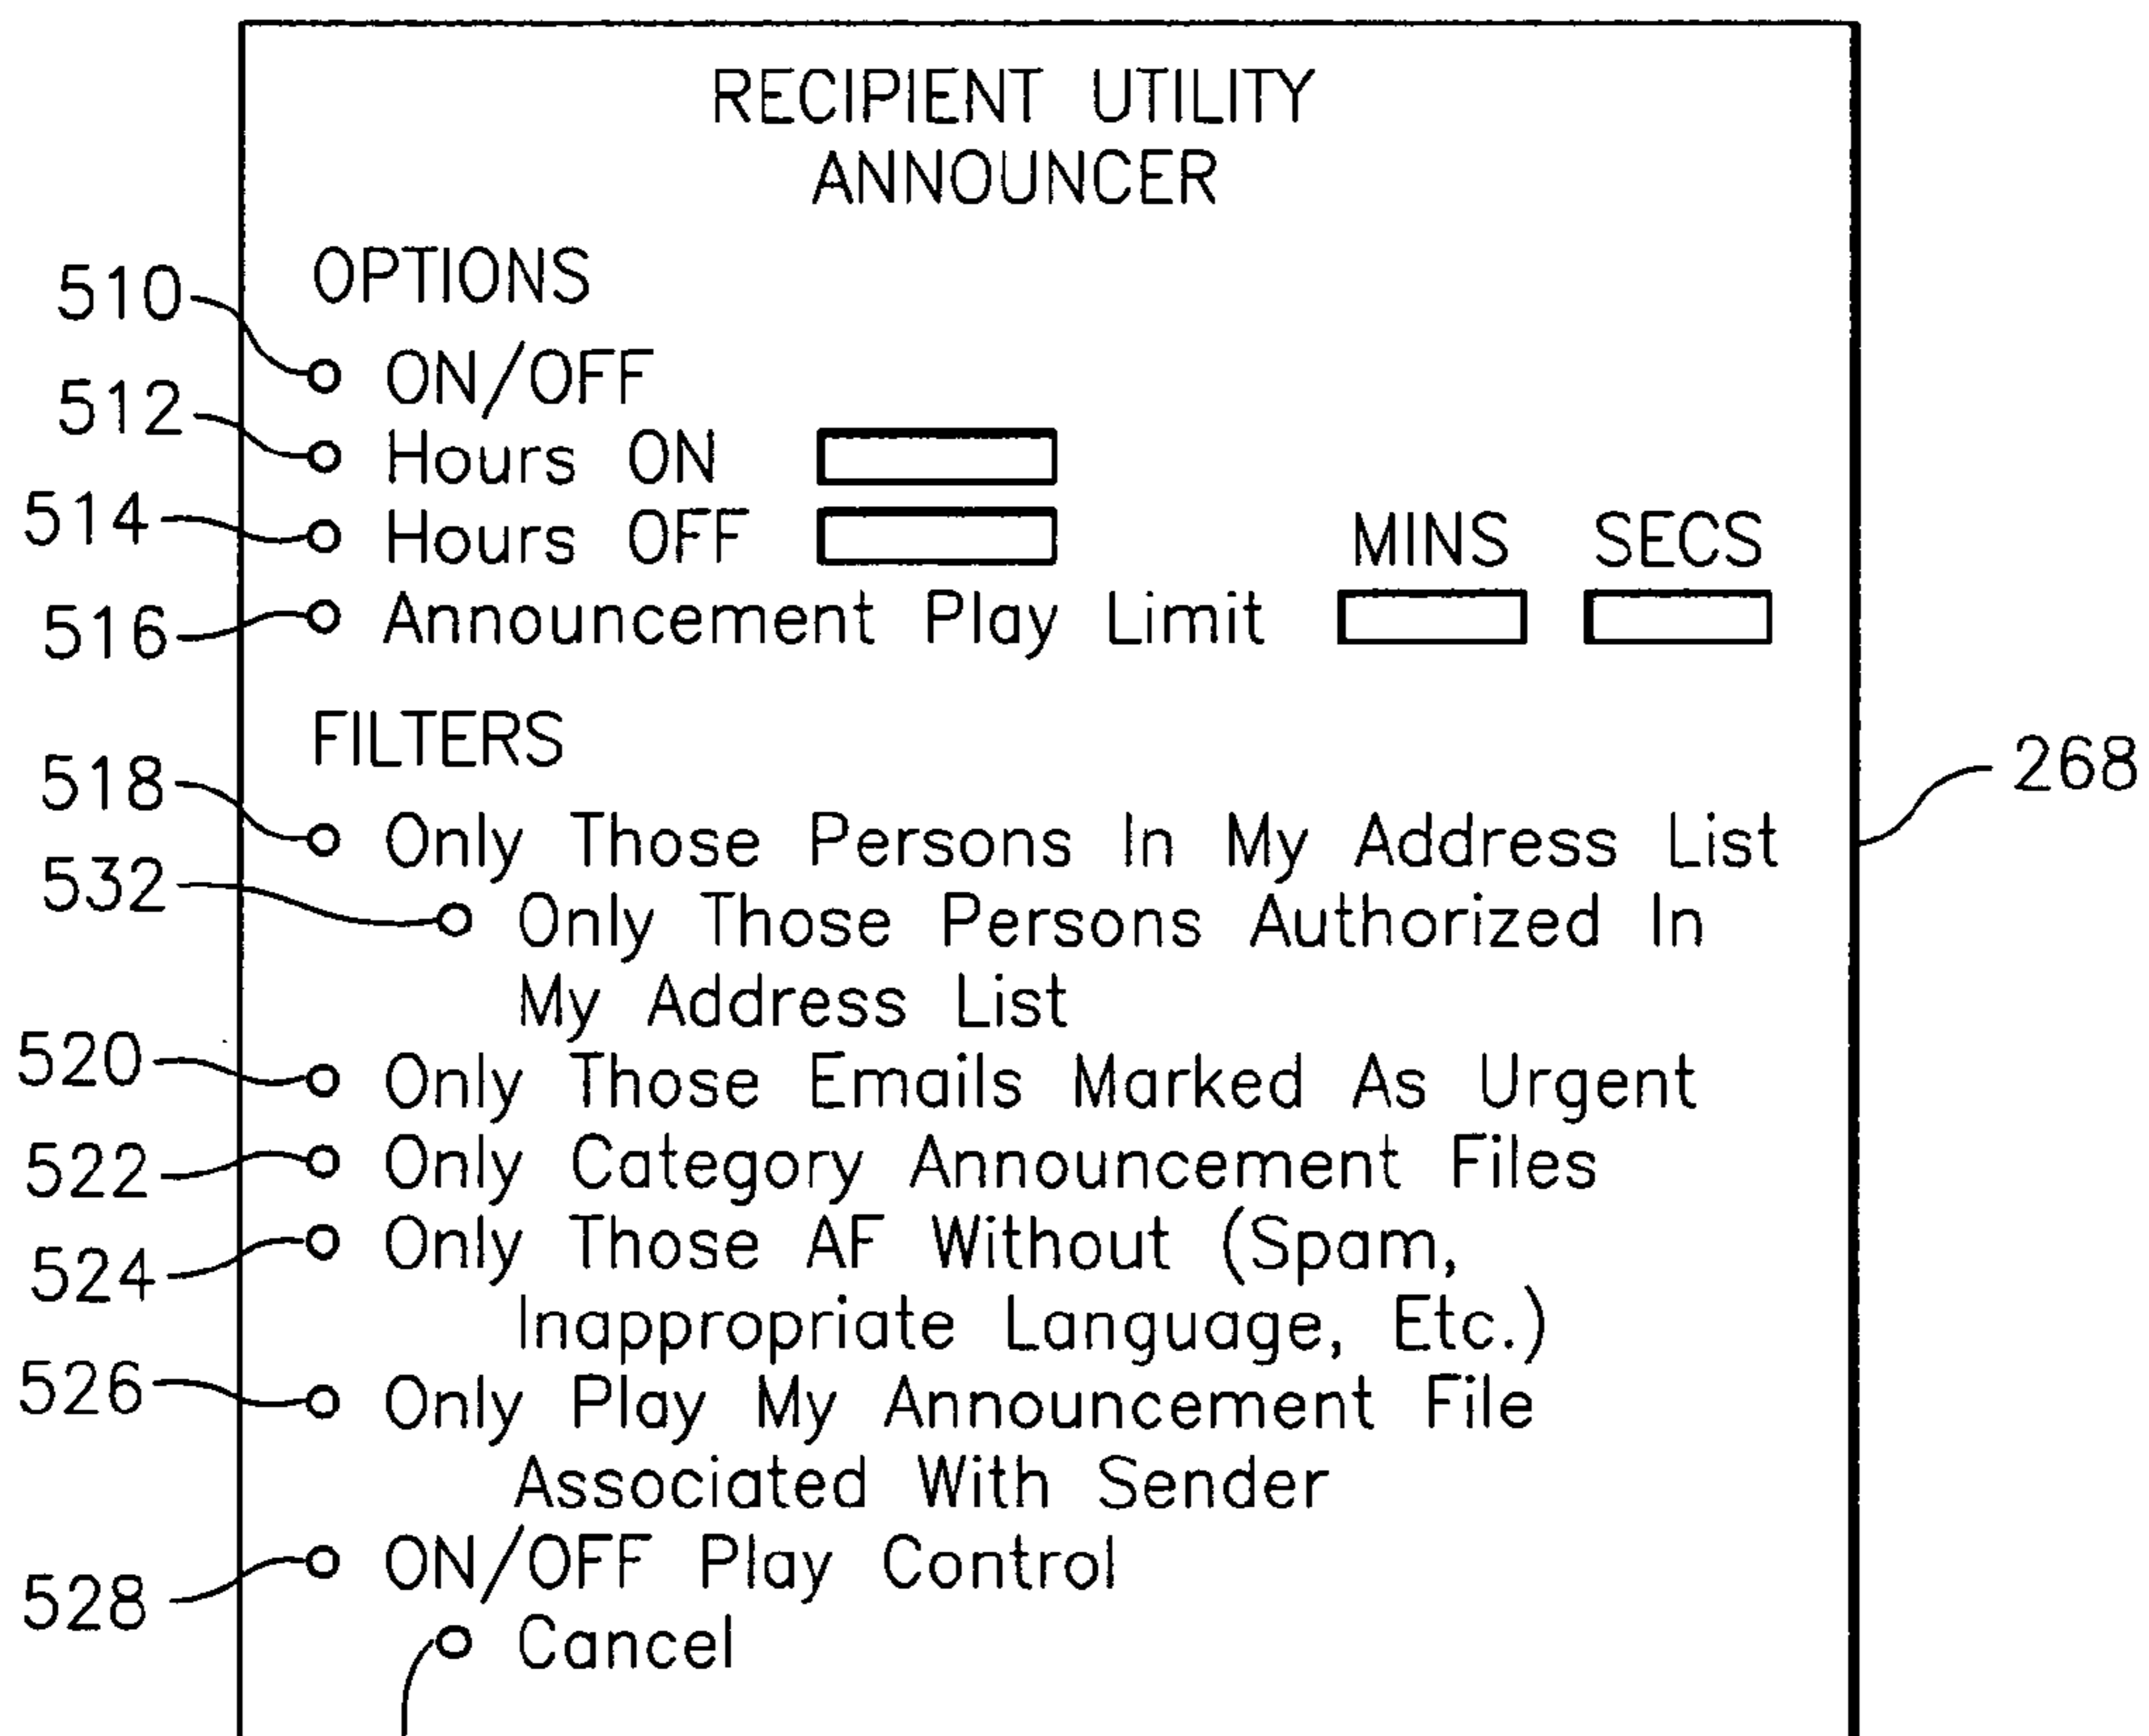 RECIPIENT UTILITY
ANNOUNCER
OPTIONS
510
ON/OFF
512
Hours ON
514
Hours OFF
MINS SECS
516
Announcement Play Limit
FILTERS
518
268
Only Those Persons In My Address List
532
Only Those Persons Authorized In
My Address List
520
Only Those Emails Marked As Urgent
522
Only Category Announcement Files
524
Only Those AF Without (Spam,
Inappropriate Language, Etc.)
526
Only Play My Announcement File
Associated With Sender
528
ON/OFF Play Control
Cancel